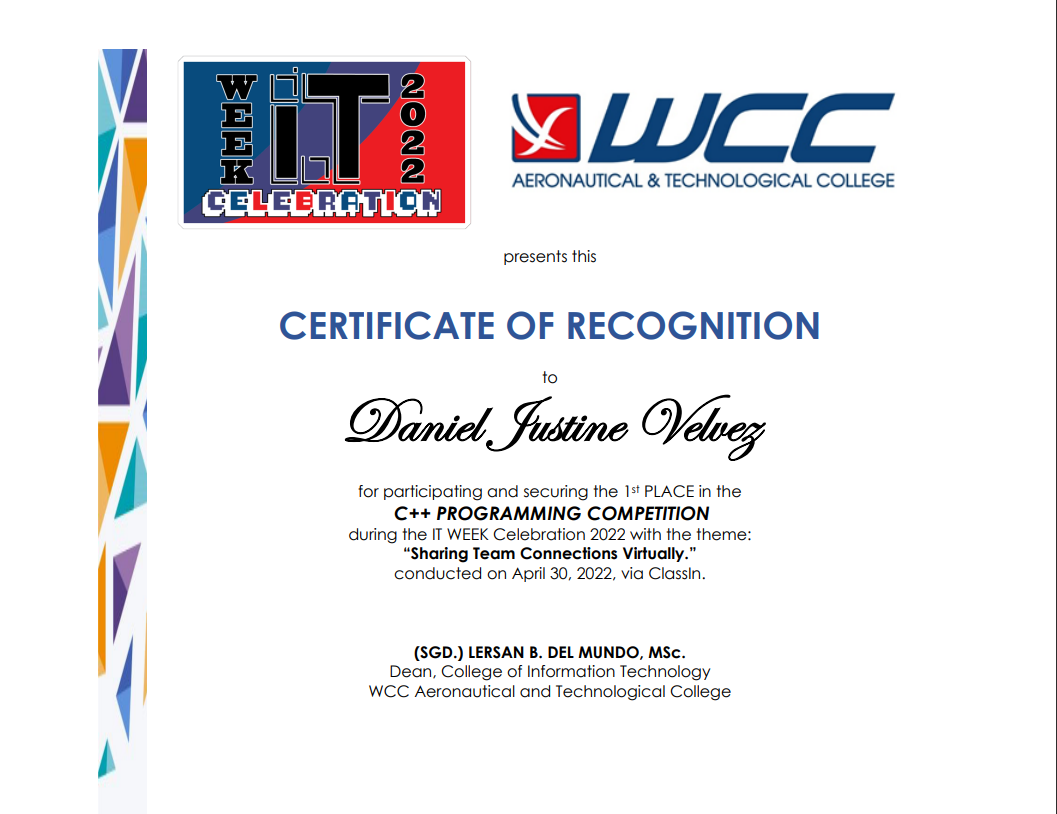 WEEK iT 2022
CELEBRATION
WCC
AERONAUTICAL & TECHNOLOGICAL COLLEGE
presents this
CERTIFICATE OF RECOGNITION
to
Daniel Justine Velvez
for participating and securing the 1st PLACE in the
C++ PROGRAMMING COMPETITION
during the IT WEEK Celebration 2022 with the theme:
“Sharing Team Connections Virtually.”
conducted on April 30, 2022, via ClassIn.
(SGD.) LERSAN B. DEL MUNDO, MSc.
Dean, College of Information Technology
WCC Aeronautical and Technological College